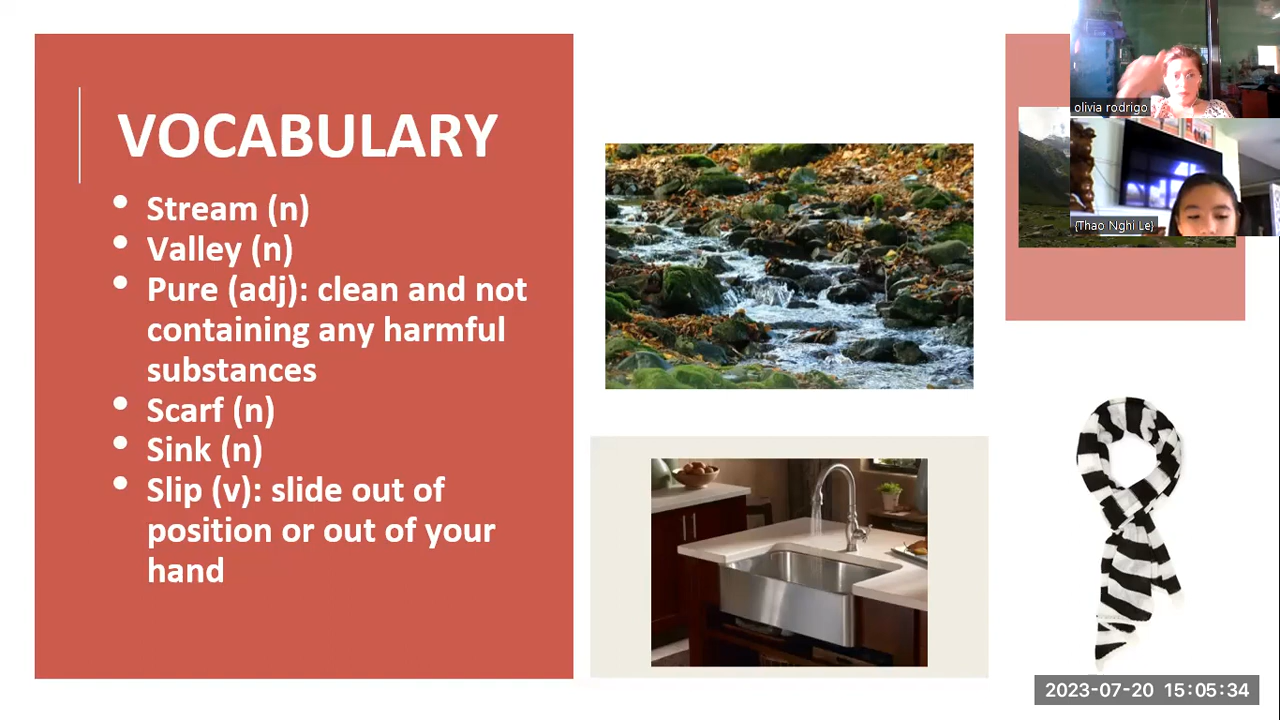 VOCABULARY
• Stream (n)
• Valley (n)
• Pure (adj): clean and not
containing any harmful
substances
• Scarf (n)
• Sink (n)
• Slip (v): slide out of
position or out of your
hand
olivia rodrigo
{Thao Nghi Le}
2023-07-20 15:05:34